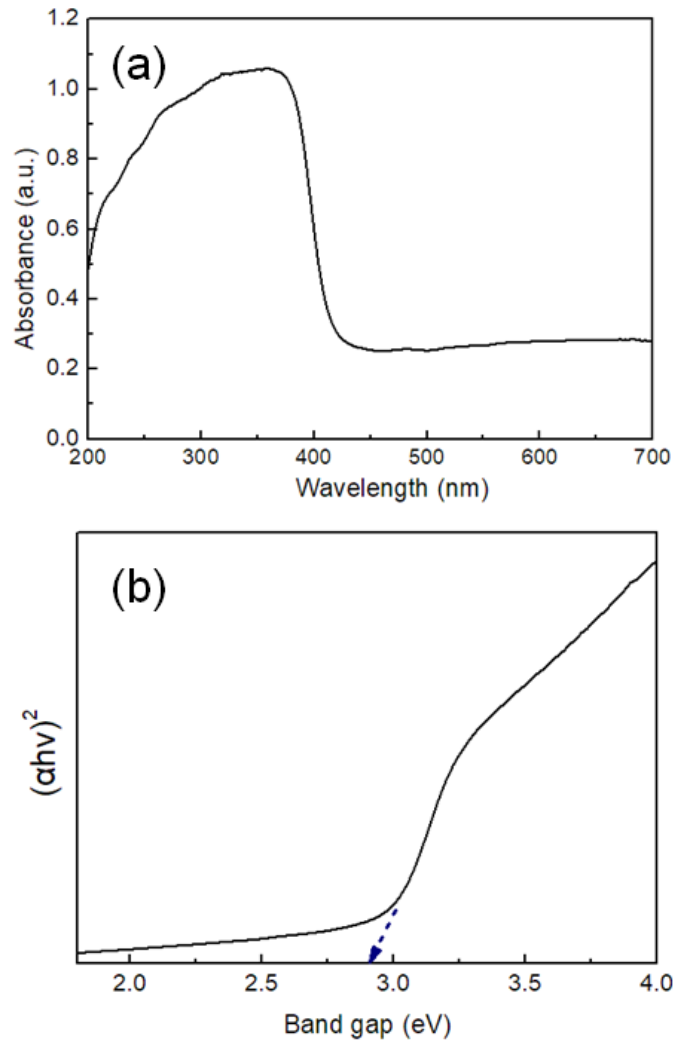 (a)
Absorbance (a.u.)
1.2
1.0
0.8
0.6
0.4
0.2
0.0
200 300 400 500 600 700
Wavelength (nm)
(b)
(αhν)²
2.0 2.5 3.0 3.5 4.0
Band gap (eV)